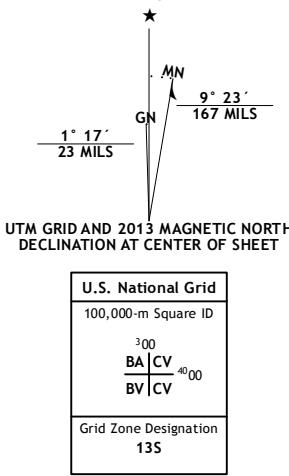 ★
MN
GN
1° 17´
23 MILS
9° 23´
167 MILS
UTM GRID AND 2013 MAGNETIC NORTH
DECLINATION AT CENTER OF SHEET
U.S. National Grid
100,000-m Square ID
³00
BA CV
⁴⁰00
BV CV
Grid Zone Designation
13S